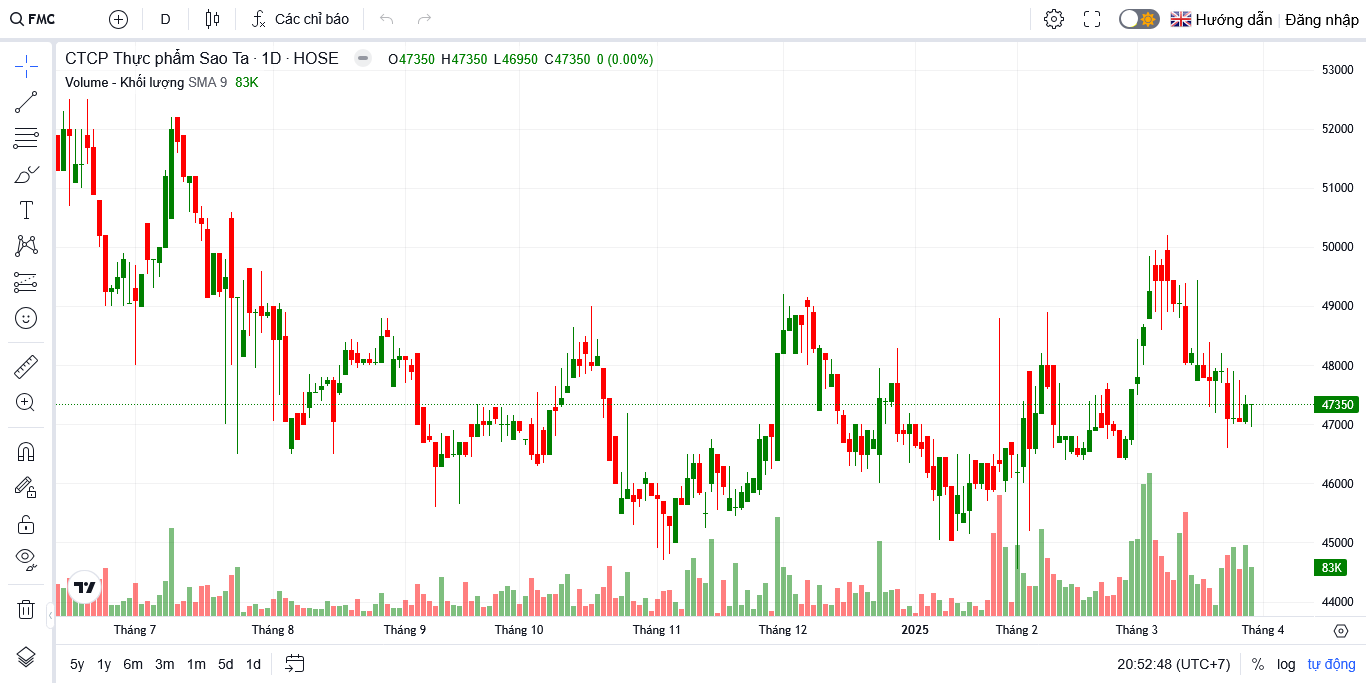 FMC D Các chỉ báo Hướng dẫn Đăng nhập
CTCP Thực phẩm Sao Ta · 1D · HOSE O47350 H47350 L46950 C47350 0 (0.00%)
Volume - Khối lượng SMA 9 83K
53000
52000
51000
50000
49000
48000
47350
47000
46000
45000
83K
44000
Tháng 7 Tháng 8 Tháng 9 Tháng 10 Tháng 11 Tháng 12 2025 Tháng 2 Tháng 3 Tháng 4
5y 1y 6m 3m 1m 5d 1d 20:52:48 (UTC+7) % log tự động